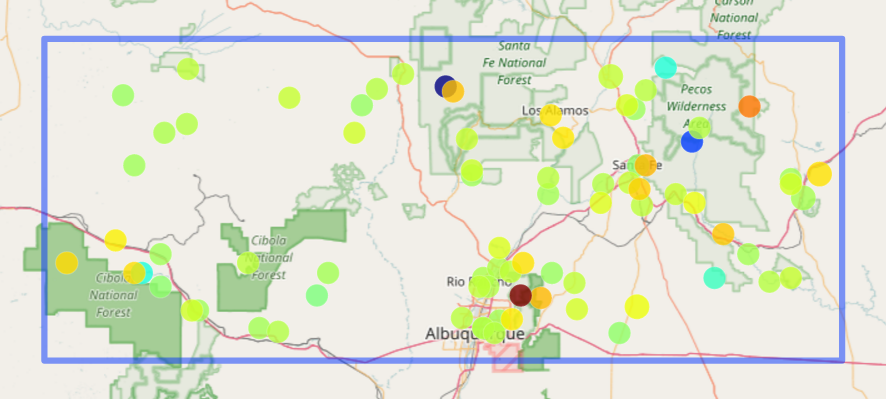 Carson
National
Forest
Santa
Fe National
Forest
Pecos
Wilderness
Area
Los Alamos
Santa Fe
Cibola
National
Forest
Cibola
National
Forest
Rio Rancho
Albuquerque